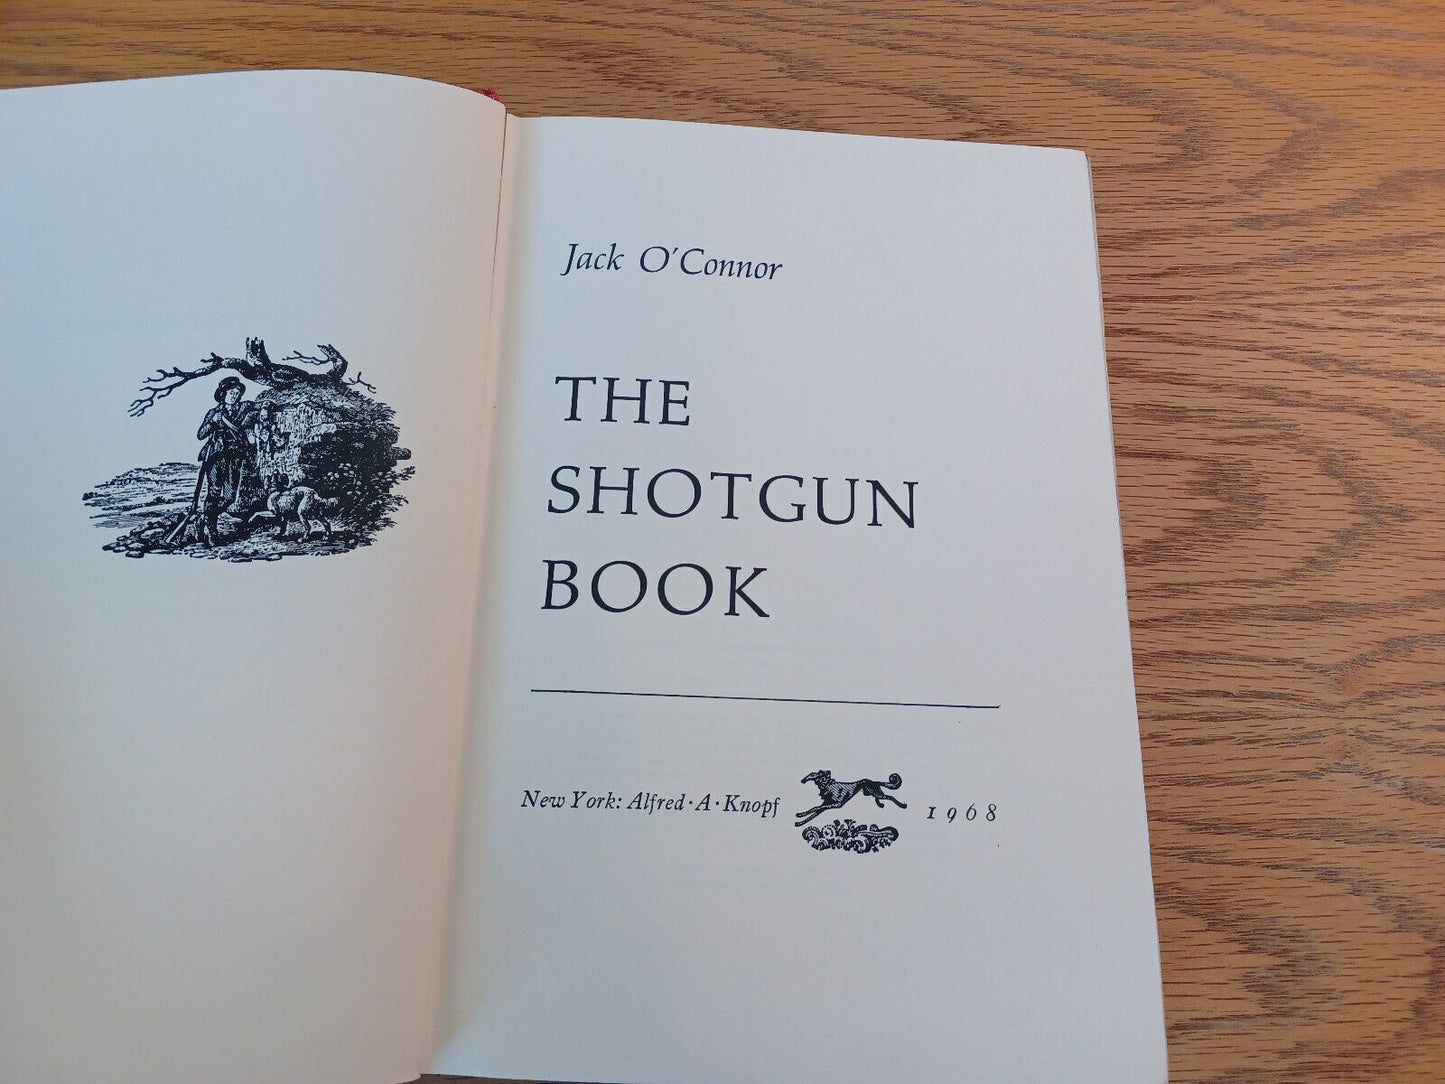 Jack O'Connor
THE
SHOTGUN
BOOK
New York: Alfred · A · Knopf 1968